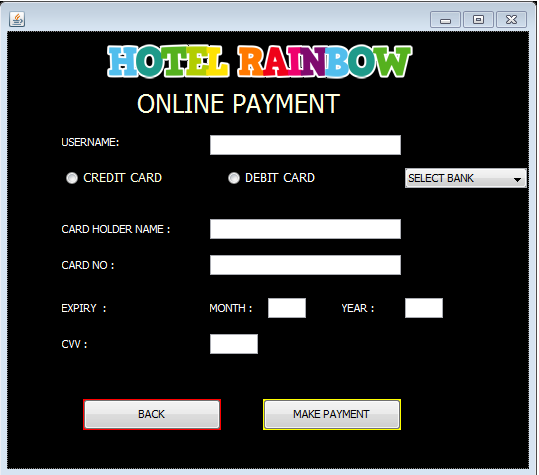 HOTEL RAINBOW
ONLINE PAYMENT
USERNAME:
CREDIT CARD DEBIT CARD SELECT BANK
CARD HOLDER NAME :
CARD NO :
EXPIRY : MONTH : YEAR :
CVV :
BACK MAKE PAYMENT